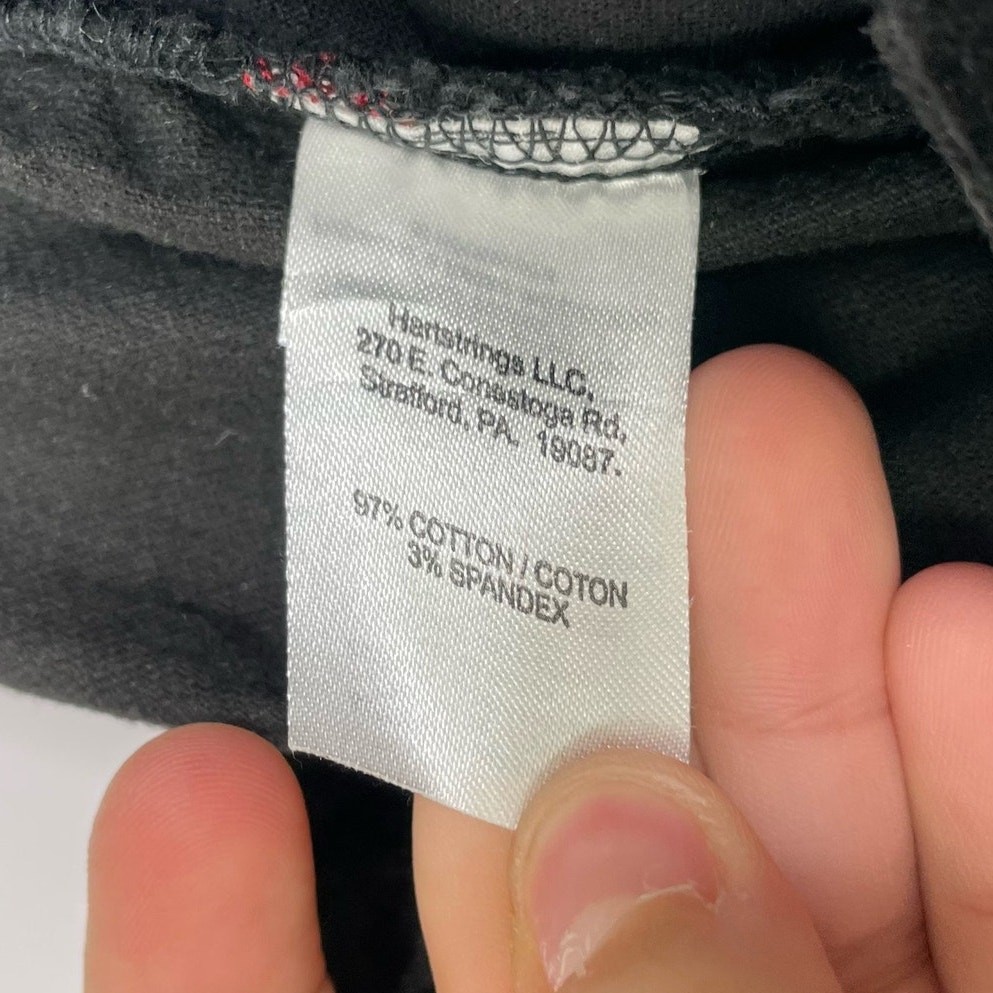 Hartstrings LLC,
270 E. Conestoga Rd,
Strafford, PA. 19087.
97% COTTON / COTON
3% SPANDEX